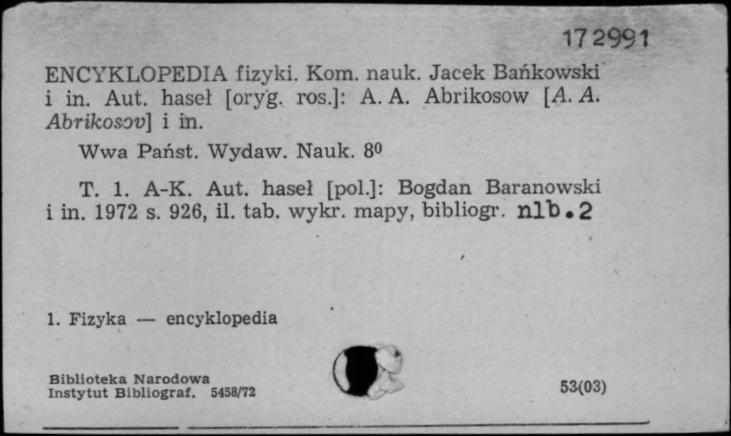 172991
ENCYKLOPEDIA fizyki. Kom. nauk. Jacek Bańkowski
i in. Aut. haseł [oryg. ros.]: A. A. Abrikosow [A. A.
Abrikosov] i in.
Wwa Państ. Wydaw. Nauk. 8⁰
T. 1. A-K. Aut. haseł [pol.]: Bogdan Baranowski
i in. 1972 s. 926, il. tab. wykr. mapy, bibliogr. nlb.2
1. Fizyka — encyklopedia
Biblioteka Narodowa
Instytut Bibliograf. 5458/72
53(03)